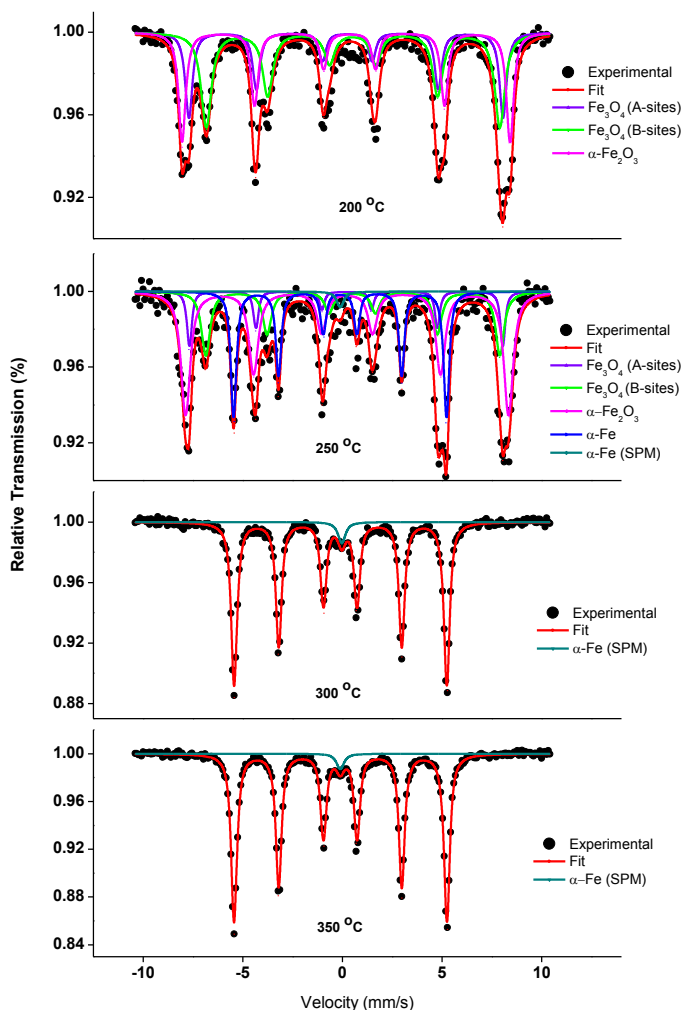 1.00
0.96
0.92
Experimental
Fit
Fe3O4 (A-sites)
Fe3O4 (B-sites)
α-Fe2O3
200 °C
1.00
0.96
0.92
Experimental
Fit
Fe3O4 (A-sites)
Fe3O4 (B-sites)
α-Fe2O3
α-Fe
α-Fe (SPM)
250 °C
Relative Transmission (%)
1.00
0.96
0.92
0.88
Experimental
Fit
α-Fe (SPM)
300 °C
1.00
0.96
0.92
0.88
0.84
Experimental
Fit
α–Fe (SPM)
350 °C
-10 -5 0 5 10
Velocity (mm/s)